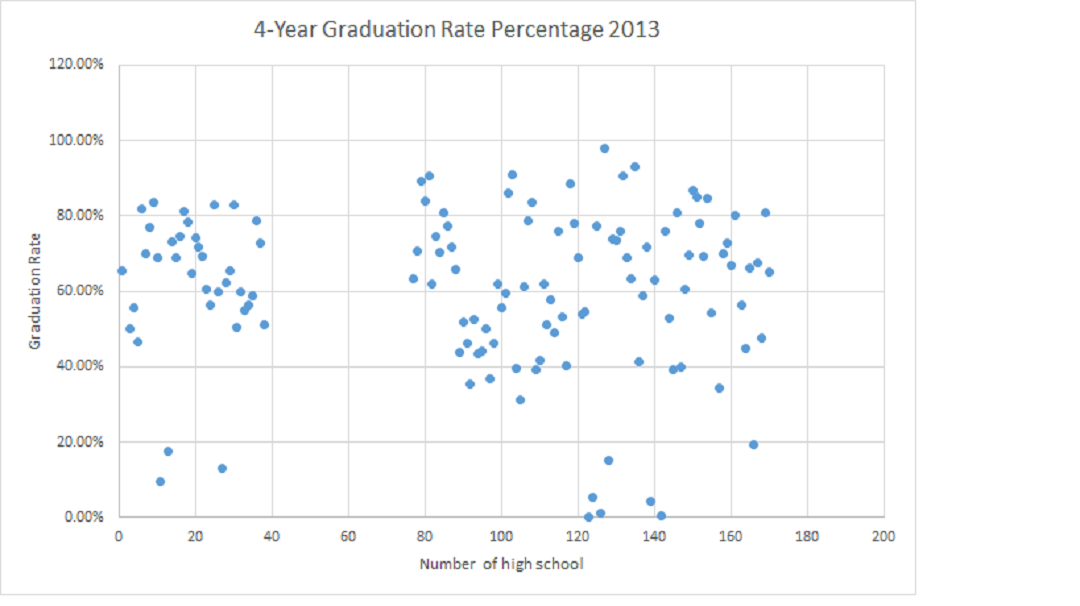 4-Year Graduation Rate Percentage 2013
120.00%
100.00%
80.00%
60.00%
40.00%
20.00%
0.00%
Graduation Rate
0 20 40 60 80 100 120 140 160 180 200
Number of high school